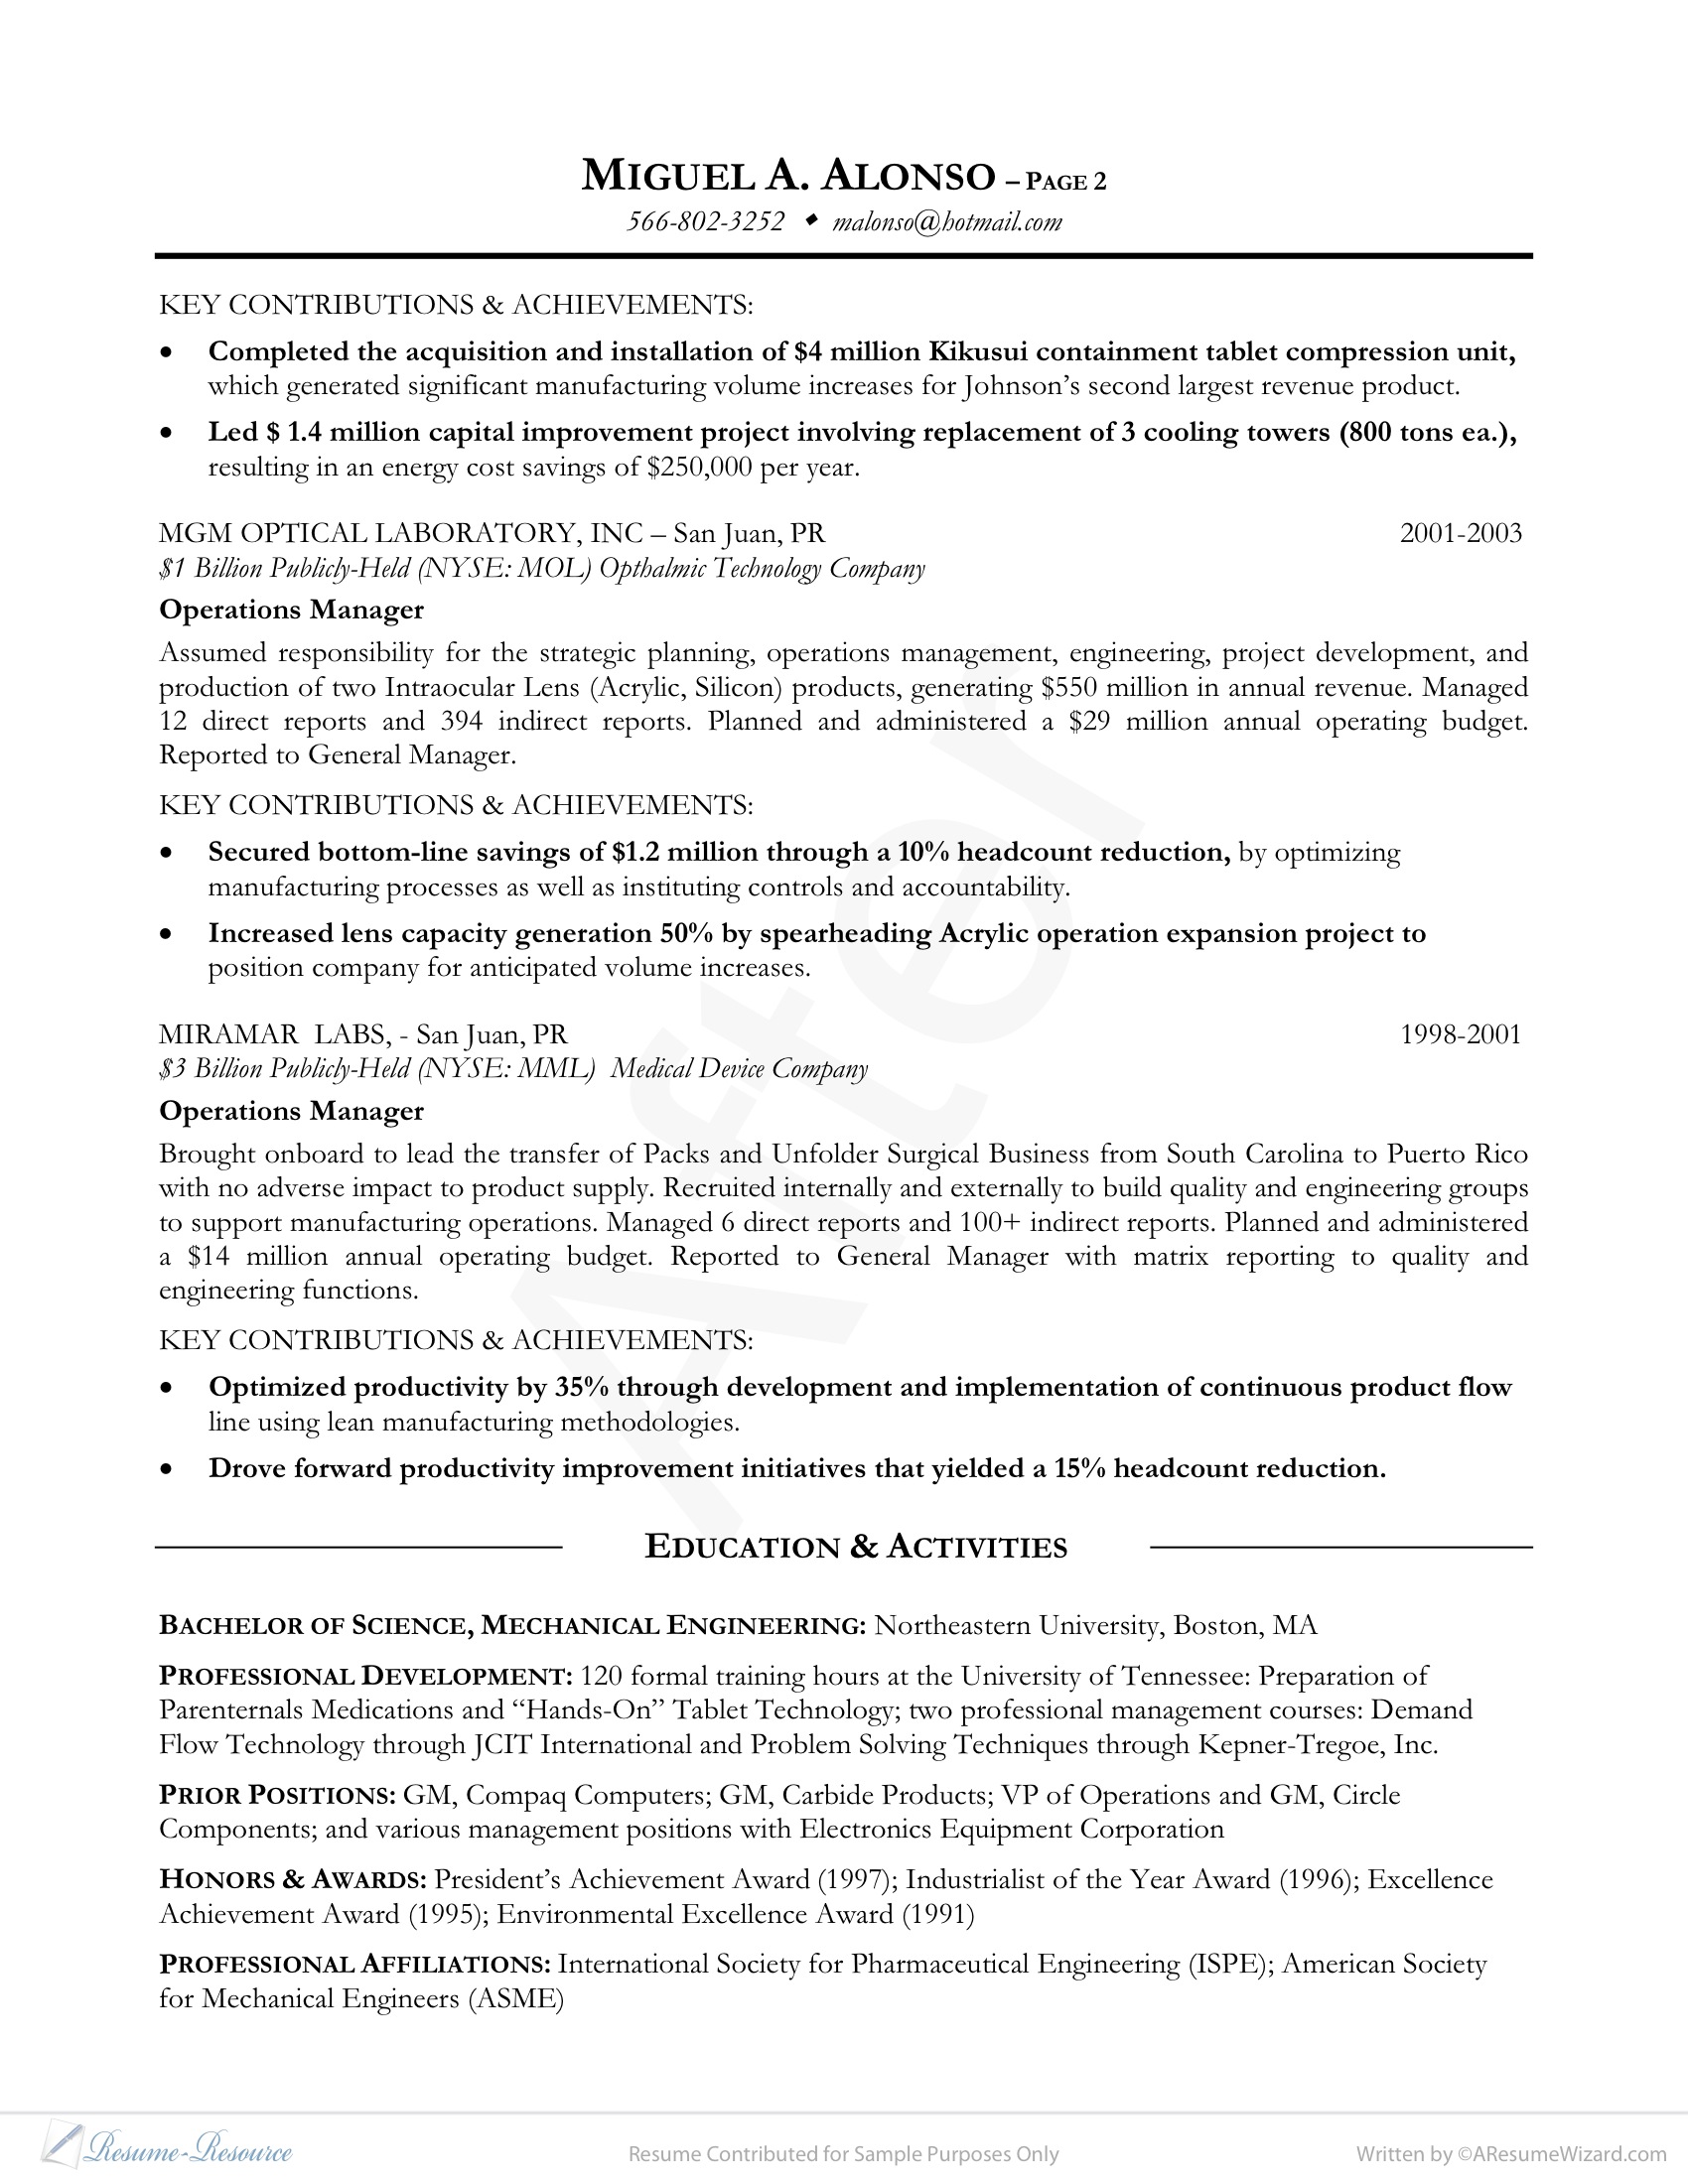 MIGUEL A. ALONSO – PAGE 2
566-802-3252 ♦ malonso@hotmail.com
KEY CONTRIBUTIONS & ACHIEVEMENTS:
• Completed the acquisition and installation of $4 million Kikusui containment tablet compression unit,
which generated significant manufacturing volume increases for Johnson’s second largest revenue product.
• Led $ 1.4 million capital improvement project involving replacement of 3 cooling towers (800 tons ea.),
resulting in an energy cost savings of $250,000 per year.
MGM OPTICAL LABORATORY, INC – San Juan, PR 2001-2003
$1 Billion Publicly-Held (NYSE: MOL) Opthalmic Technology Company
Operations Manager
Assumed responsibility for the strategic planning, operations management, engineering, project development, and
production of two Intraocular Lens (Acrylic, Silicon) products, generating $550 million in annual revenue. Managed
12 direct reports and 394 indirect reports. Planned and administered a $29 million annual operating budget.
Reported to General Manager.
KEY CONTRIBUTIONS & ACHIEVEMENTS:
• Secured bottom-line savings of $1.2 million through a 10% headcount reduction, by optimizing
manufacturing processes as well as instituting controls and accountability.
• Increased lens capacity generation 50% by spearheading Acrylic operation expansion project to
position company for anticipated volume increases.
MIRAMAR LABS, - San Juan, PR 1998-2001
$3 Billion Publicly-Held (NYSE: MML) Medical Device Company
Operations Manager
Brought onboard to lead the transfer of Packs and Unfolder Surgical Business from South Carolina to Puerto Rico
with no adverse impact to product supply. Recruited internally and externally to build quality and engineering groups
to support manufacturing operations. Managed 6 direct reports and 100+ indirect reports. Planned and administered
a $14 million annual operating budget. Reported to General Manager with matrix reporting to quality and
engineering functions.
KEY CONTRIBUTIONS & ACHIEVEMENTS:
• Optimized productivity by 35% through development and implementation of continuous product flow
line using lean manufacturing methodologies.
• Drove forward productivity improvement initiatives that yielded a 15% headcount reduction.
After
EDUCATION & ACTIVITIES
BACHELOR OF SCIENCE, MECHANICAL ENGINEERING: Northeastern University, Boston, MA
PROFESSIONAL DEVELOPMENT: 120 formal training hours at the University of Tennessee: Preparation of
Parenternals Medications and “Hands-On” Tablet Technology; two professional management courses: Demand
Flow Technology through JCIT International and Problem Solving Techniques through Kepner-Tregoe, Inc.
PRIOR POSITIONS: GM, Compaq Computers; GM, Carbide Products; VP of Operations and GM, Circle
Components; and various management positions with Electronics Equipment Corporation
HONORS & AWARDS: President’s Achievement Award (1997); Industrialist of the Year Award (1996); Excellence
Achievement Award (1995); Environmental Excellence Award (1991)
PROFESSIONAL AFFILIATIONS: International Society for Pharmaceutical Engineering (ISPE); American Society
for Mechanical Engineers (ASME)
Resume-Resource Resume Contributed for Sample Purposes Only Written by ©AResumeWizard.com